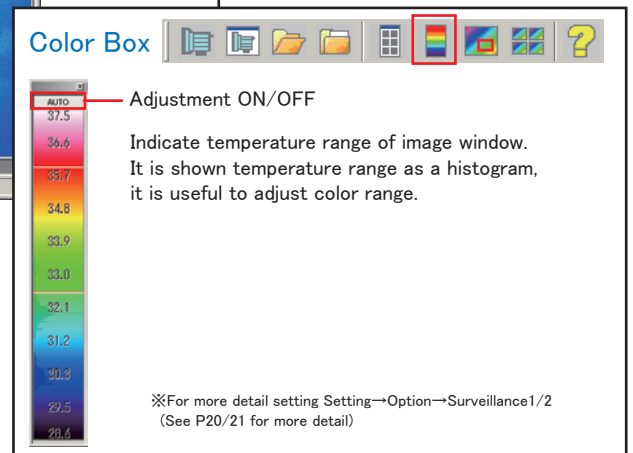 Color Box
AUTO
Adjustment ON/OFF
37.5
36.6
35.7
34.8
33.9
33.0
32.1
31.2
30.3
29.5
28.6
Indicate temperature range of image window.
It is shown temperature range as a histogram,
it is useful to adjust color range.
※For more detail setting Setting→Option→Surveillance1/2
(See P20/21 for more detail)